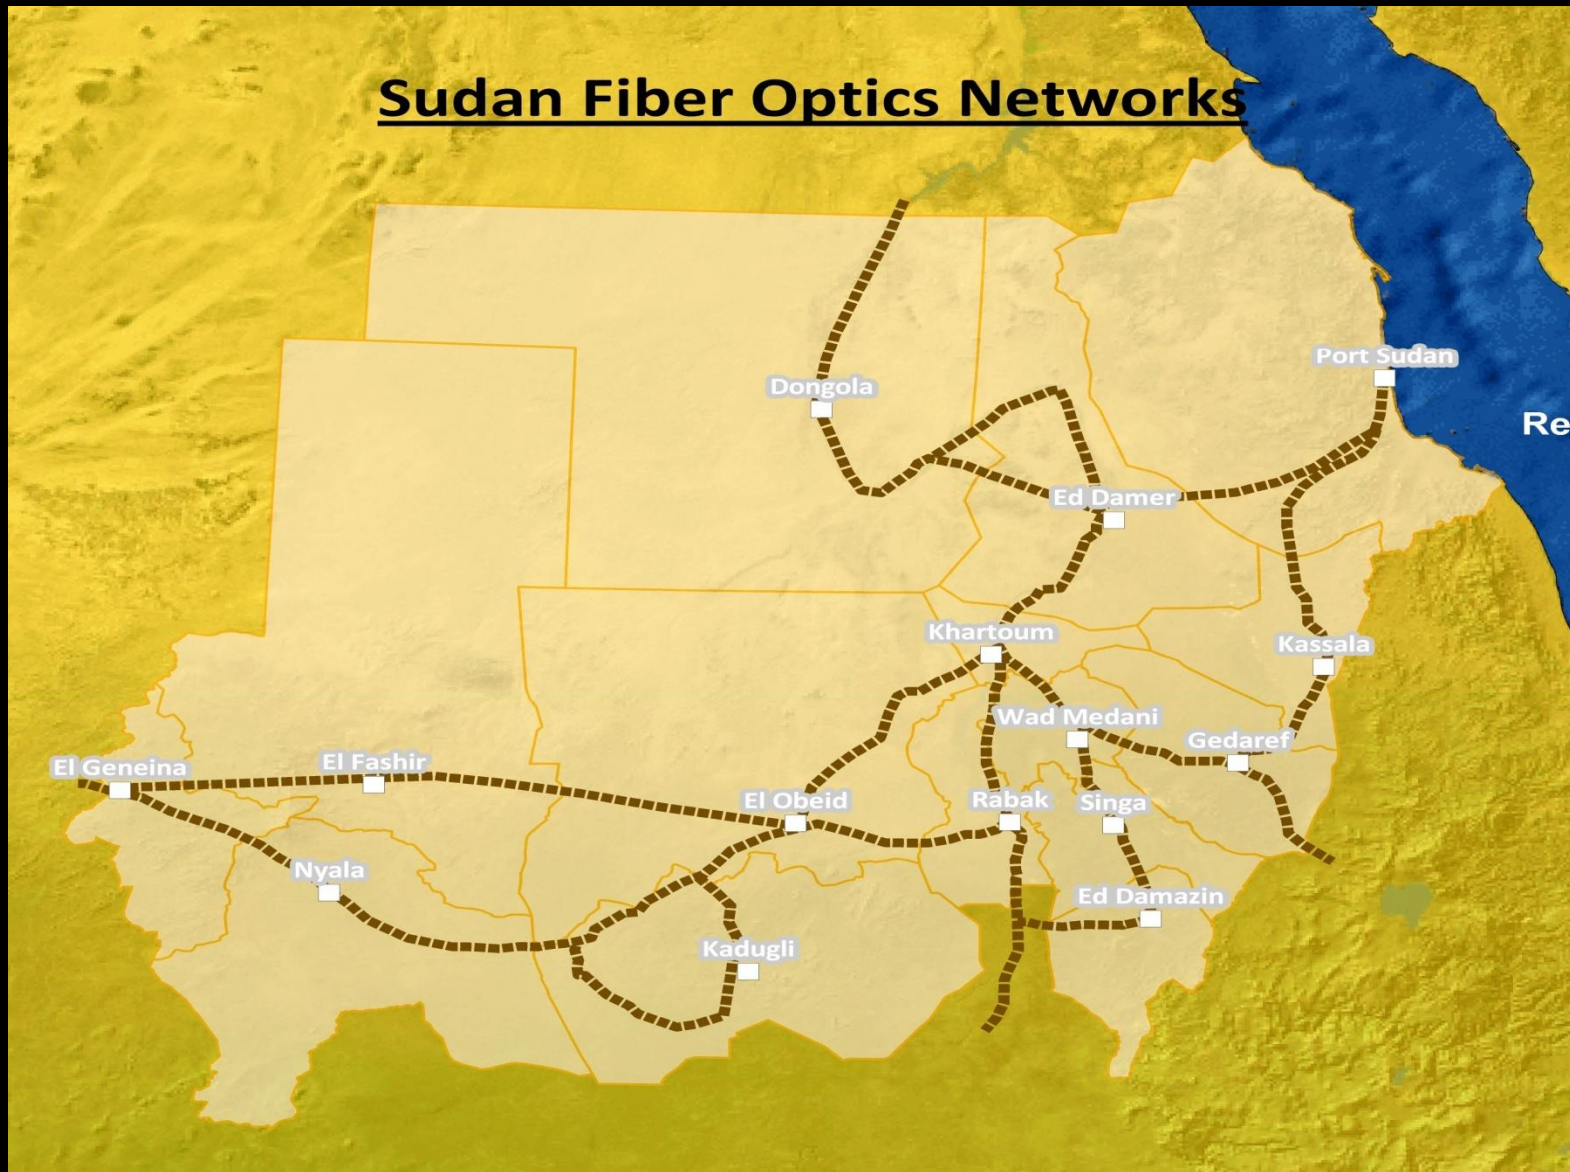 Sudan Fiber Optics Networks
Port Sudan
Dongola
Re
Ed Damer
Khartoum
Kassala
Wad Medani
Gedaref
El Geneina
El Fashir
El Obeid
Rabak
Singa
Nyala
Ed Damazin
Kadugli